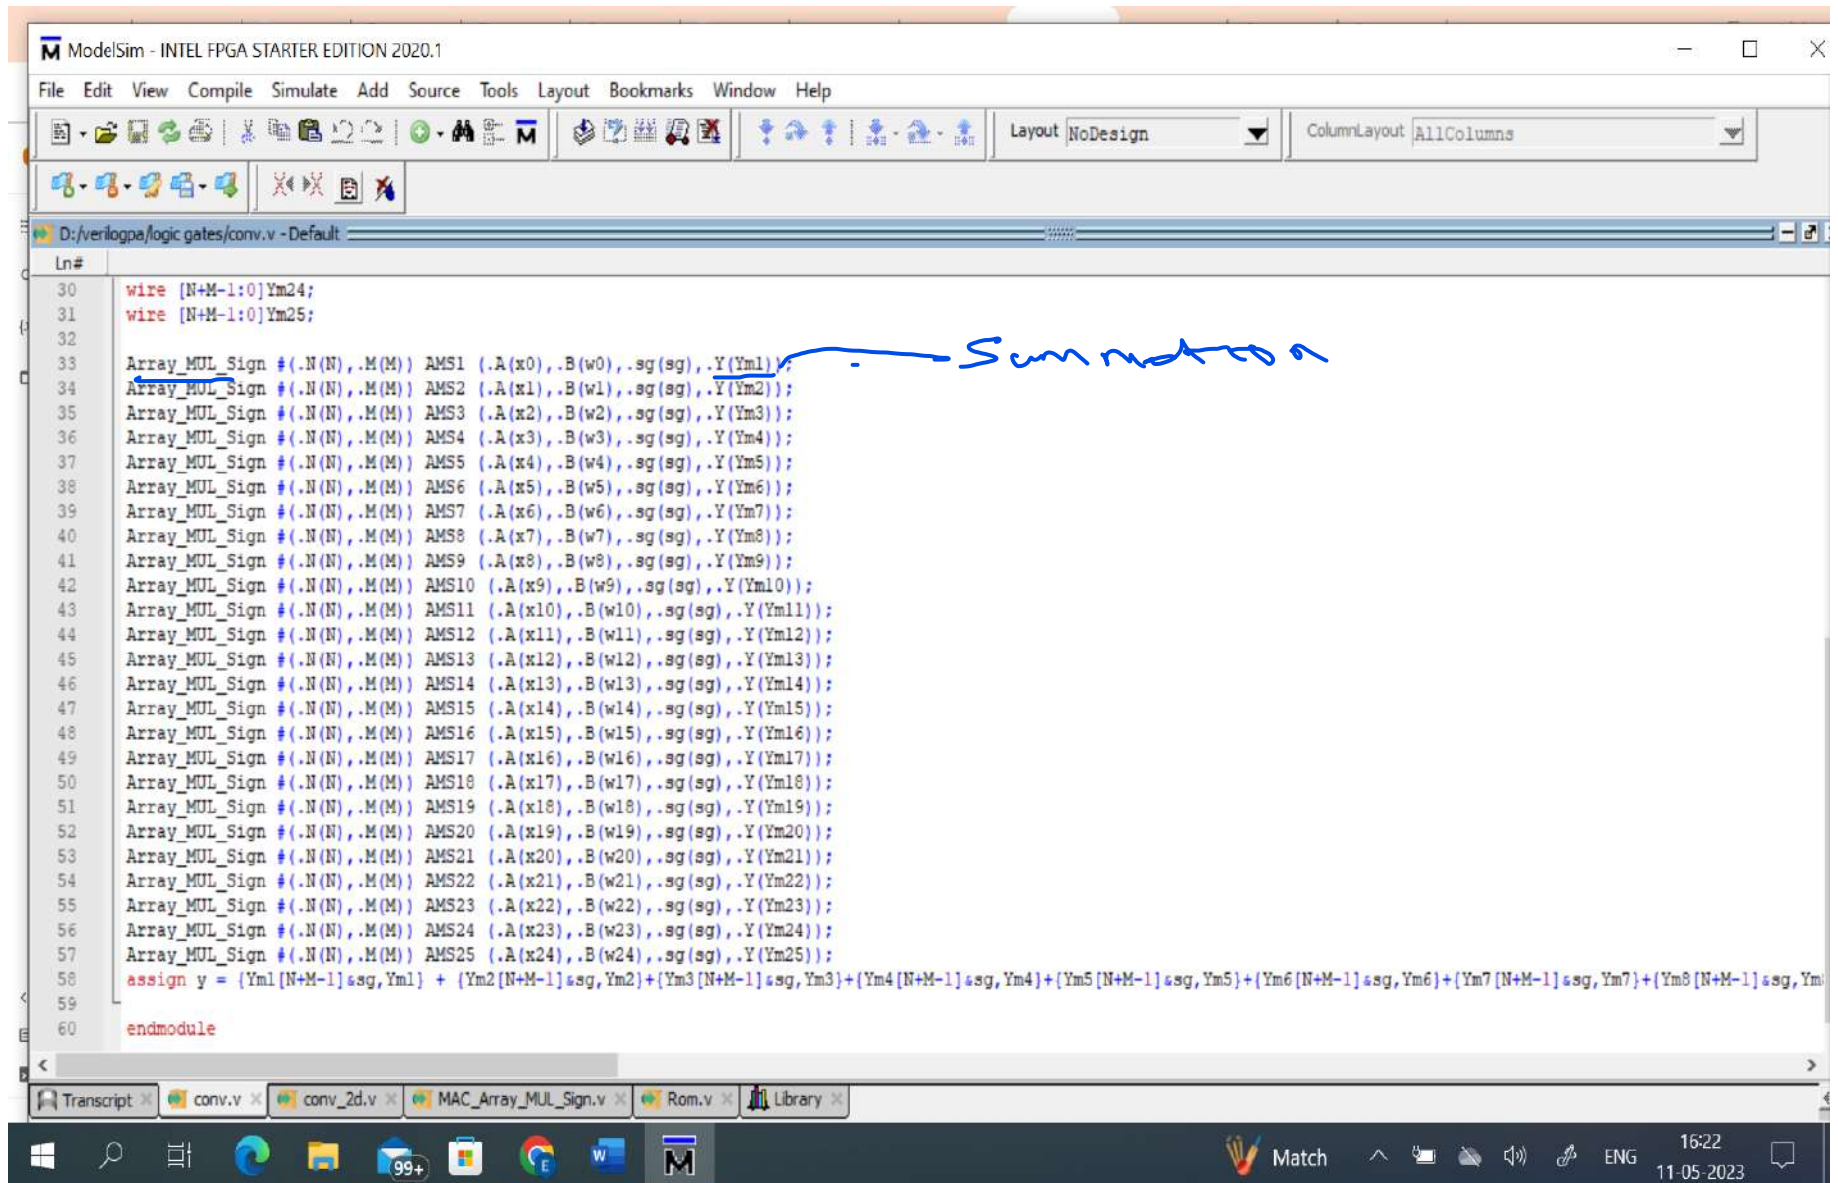 ModelSim - INTEL FPGA STARTER EDITION 2020.1
File Edit View Compile Simulate Add Source Tools Layout Bookmarks Window Help
Layout NoDesign ColumnLayout AllColumns
D:/verilogpa/logic gates/conv.v - Default
Ln#
30 wire [N+M-1:0]Ym24;
31 wire [N+M-1:0]Ym25;
32
33 Array_MUL_Sign #(.N(N),.M(M)) AMS1 (.A(x0),.B(w0),.sg(sg),.Y(Ym1)); Summation
34 Array_MUL_Sign #(.N(N),.M(M)) AMS2 (.A(x1),.B(w1),.sg(sg),.Y(Ym2));
35 Array_MUL_Sign #(.N(N),.M(M)) AMS3 (.A(x2),.B(w2),.sg(sg),.Y(Ym3));
36 Array_MUL_Sign #(.N(N),.M(M)) AMS4 (.A(x3),.B(w3),.sg(sg),.Y(Ym4));
37 Array_MUL_Sign #(.N(N),.M(M)) AMS5 (.A(x4),.B(w4),.sg(sg),.Y(Ym5));
38 Array_MUL_Sign #(.N(N),.M(M)) AMS6 (.A(x5),.B(w5),.sg(sg),.Y(Ym6));
39 Array_MUL_Sign #(.N(N),.M(M)) AMS7 (.A(x6),.B(w6),.sg(sg),.Y(Ym7));
40 Array_MUL_Sign #(.N(N),.M(M)) AMS8 (.A(x7),.B(w7),.sg(sg),.Y(Ym8));
41 Array_MUL_Sign #(.N(N),.M(M)) AMS9 (.A(x8),.B(w8),.sg(sg),.Y(Ym9));
42 Array_MUL_Sign #(.N(N),.M(M)) AMS10 (.A(x9),.B(w9),.sg(sg),.Y(Ym10));
43 Array_MUL_Sign #(.N(N),.M(M)) AMS11 (.A(x10),.B(w10),.sg(sg),.Y(Ym11));
44 Array_MUL_Sign #(.N(N),.M(M)) AMS12 (.A(x11),.B(w11),.sg(sg),.Y(Ym12));
45 Array_MUL_Sign #(.N(N),.M(M)) AMS13 (.A(x12),.B(w12),.sg(sg),.Y(Ym13));
46 Array_MUL_Sign #(.N(N),.M(M)) AMS14 (.A(x13),.B(w13),.sg(sg),.Y(Ym14));
47 Array_MUL_Sign #(.N(N),.M(M)) AMS15 (.A(x14),.B(w14),.sg(sg),.Y(Ym15));
48 Array_MUL_Sign #(.N(N),.M(M)) AMS16 (.A(x15),.B(w15),.sg(sg),.Y(Ym16));
49 Array_MUL_Sign #(.N(N),.M(M)) AMS17 (.A(x16),.B(w16),.sg(sg),.Y(Ym17));
50 Array_MUL_Sign #(.N(N),.M(M)) AMS18 (.A(x17),.B(w17),.sg(sg),.Y(Ym18));
51 Array_MUL_Sign #(.N(N),.M(M)) AMS19 (.A(x18),.B(w18),.sg(sg),.Y(Ym19));
52 Array_MUL_Sign #(.N(N),.M(M)) AMS20 (.A(x19),.B(w19),.sg(sg),.Y(Ym20));
53 Array_MUL_Sign #(.N(N),.M(M)) AMS21 (.A(x20),.B(w20),.sg(sg),.Y(Ym21));
54 Array_MUL_Sign #(.N(N),.M(M)) AMS22 (.A(x21),.B(w21),.sg(sg),.Y(Ym22));
55 Array_MUL_Sign #(.N(N),.M(M)) AMS23 (.A(x22),.B(w22),.sg(sg),.Y(Ym23));
56 Array_MUL_Sign #(.N(N),.M(M)) AMS24 (.A(x23),.B(w23),.sg(sg),.Y(Ym24));
57 Array_MUL_Sign #(.N(N),.M(M)) AMS25 (.A(x24),.B(w24),.sg(sg),.Y(Ym25));
58 assign y = {Ym1[N+M-1]&sg,Ym1} + {Ym2[N+M-1]&sg,Ym2}+{Ym3[N+M-1]&sg,Ym3}+{Ym4[N+M-1]&sg,Ym4}+{Ym5[N+M-1]&sg,Ym5}+{Ym6[N+M-1]&sg,Ym6}+{Ym7[N+M-1]&sg,Ym7}+{Ym8[N+M-1]&sg,Ym
59
60 endmodule
Transcript conv.v conv_2d.v MAC_Array_MUL_Sign.v Rom.v Library
99+ Match ENG 16:22
11-05-2023